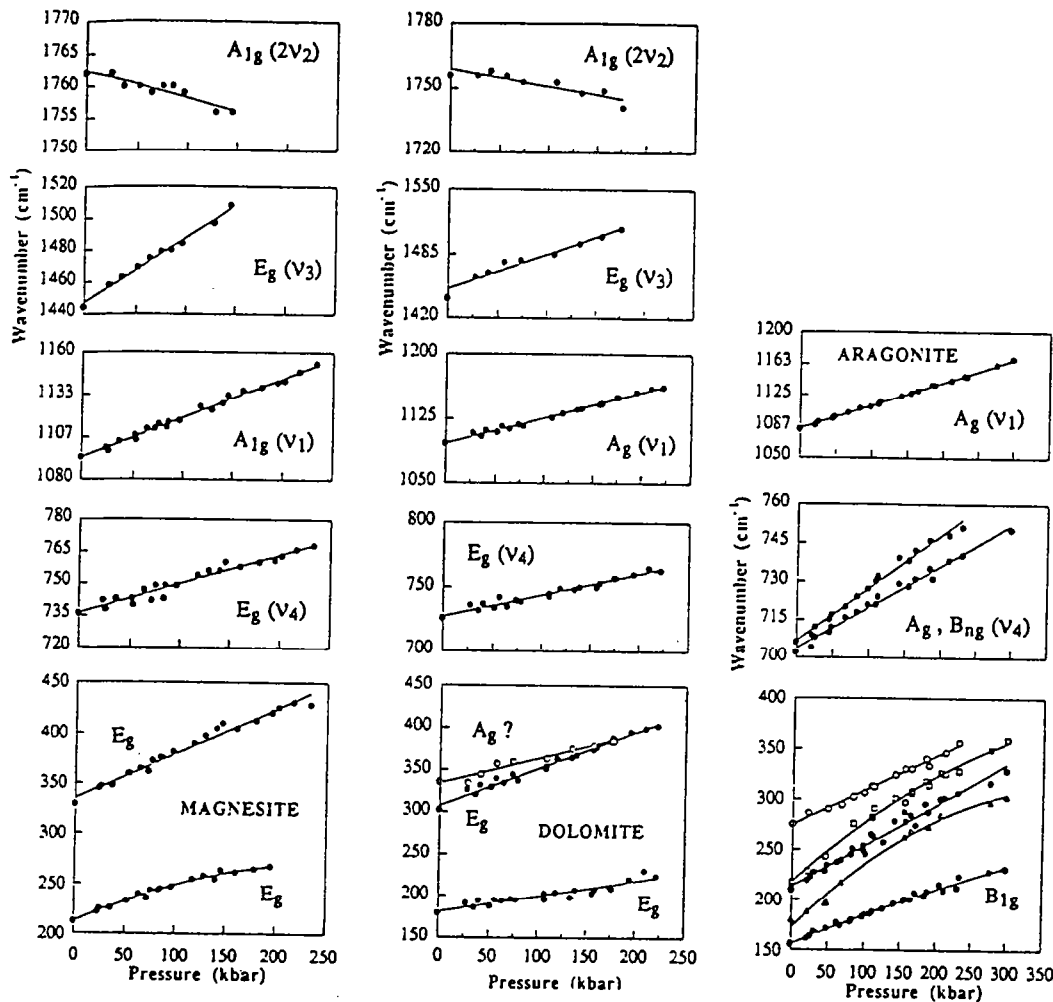 1770
1765
1760
1755
1750
A1g (2ν2)
1520
1500
1480
1460
1440
Eg (ν3)
1160
1133
1107
1080
A1g (ν1)
780
765
750
735
720
Eg (ν4)
450
400
350
300
250
200
Eg
MAGNESITE
Eg
0 50 100 150 200 250
Pressure (kbar)
Wavenumber (cm-1)
1780
1750
1720
A1g (2ν2)
1550
1485
1420
Eg (ν3)
1200
1125
1050
Ag (ν1)
800
750
700
Eg (ν4)
450
400
350
300
250
200
150
Ag ?
Eg
DOLOMITE
Eg
0 50 100 150 200 250
Pressure (kbar)
Wavenumber (cm-1)
1200
1163
1125
1087
1050
ARAGONITE
Ag (ν1)
760
745
730
715
700
Ag , Bng (ν4)
400
350
300
250
200
150
B1g
0 50 100 150 200 250 300 350
Pressure (kbar)
Wavenumber (cm-1)